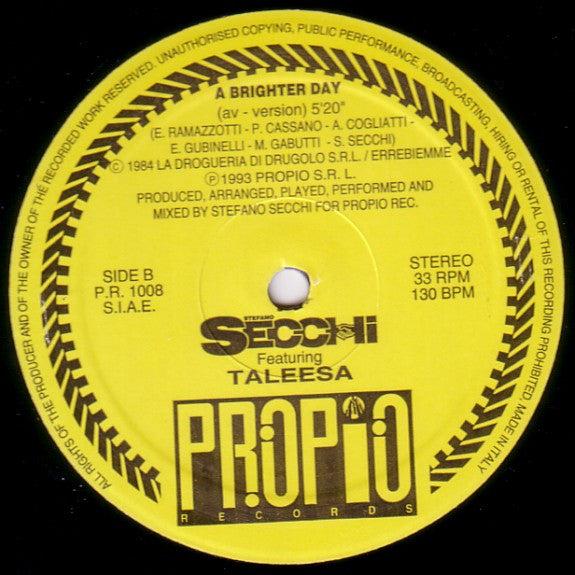 ALL RIGHTS OF THE PRODUCER AND OF THE OWNER OF THE RECORDED WORK RESERVED. UNAUTHORISED COPYING, PUBLIC PERFORMANCE, BROADCASTING, HIRING OR RENTAL OF THIS RECORDING PROHIBITED. MADE IN ITALY
A BRIGHTER DAY
(av - version) 5'20"
(E. RAMAZZOTTI - P. CASSANO - A. COGLIATTI -
E. GUBINELLI - M. GABUTTI - S. SECCHI)
© 1984 LA DROGUERIA DI DRUGOLO S.R.L. / ERREBIEMME
℗ 1993 PROPIO S.R. L.
PRODUCED, ARRANGED, PLAYED, PERFORMED AND
MIXED BY STEFANO SECCHI FOR PROPIO REC.
SIDE B
P.R. 1008
S.I.A.E.
STEREO
33 RPM
130 BPM
STEFANO
SECCHI
Featuring
TALEESA
PROPIO
RECORDS